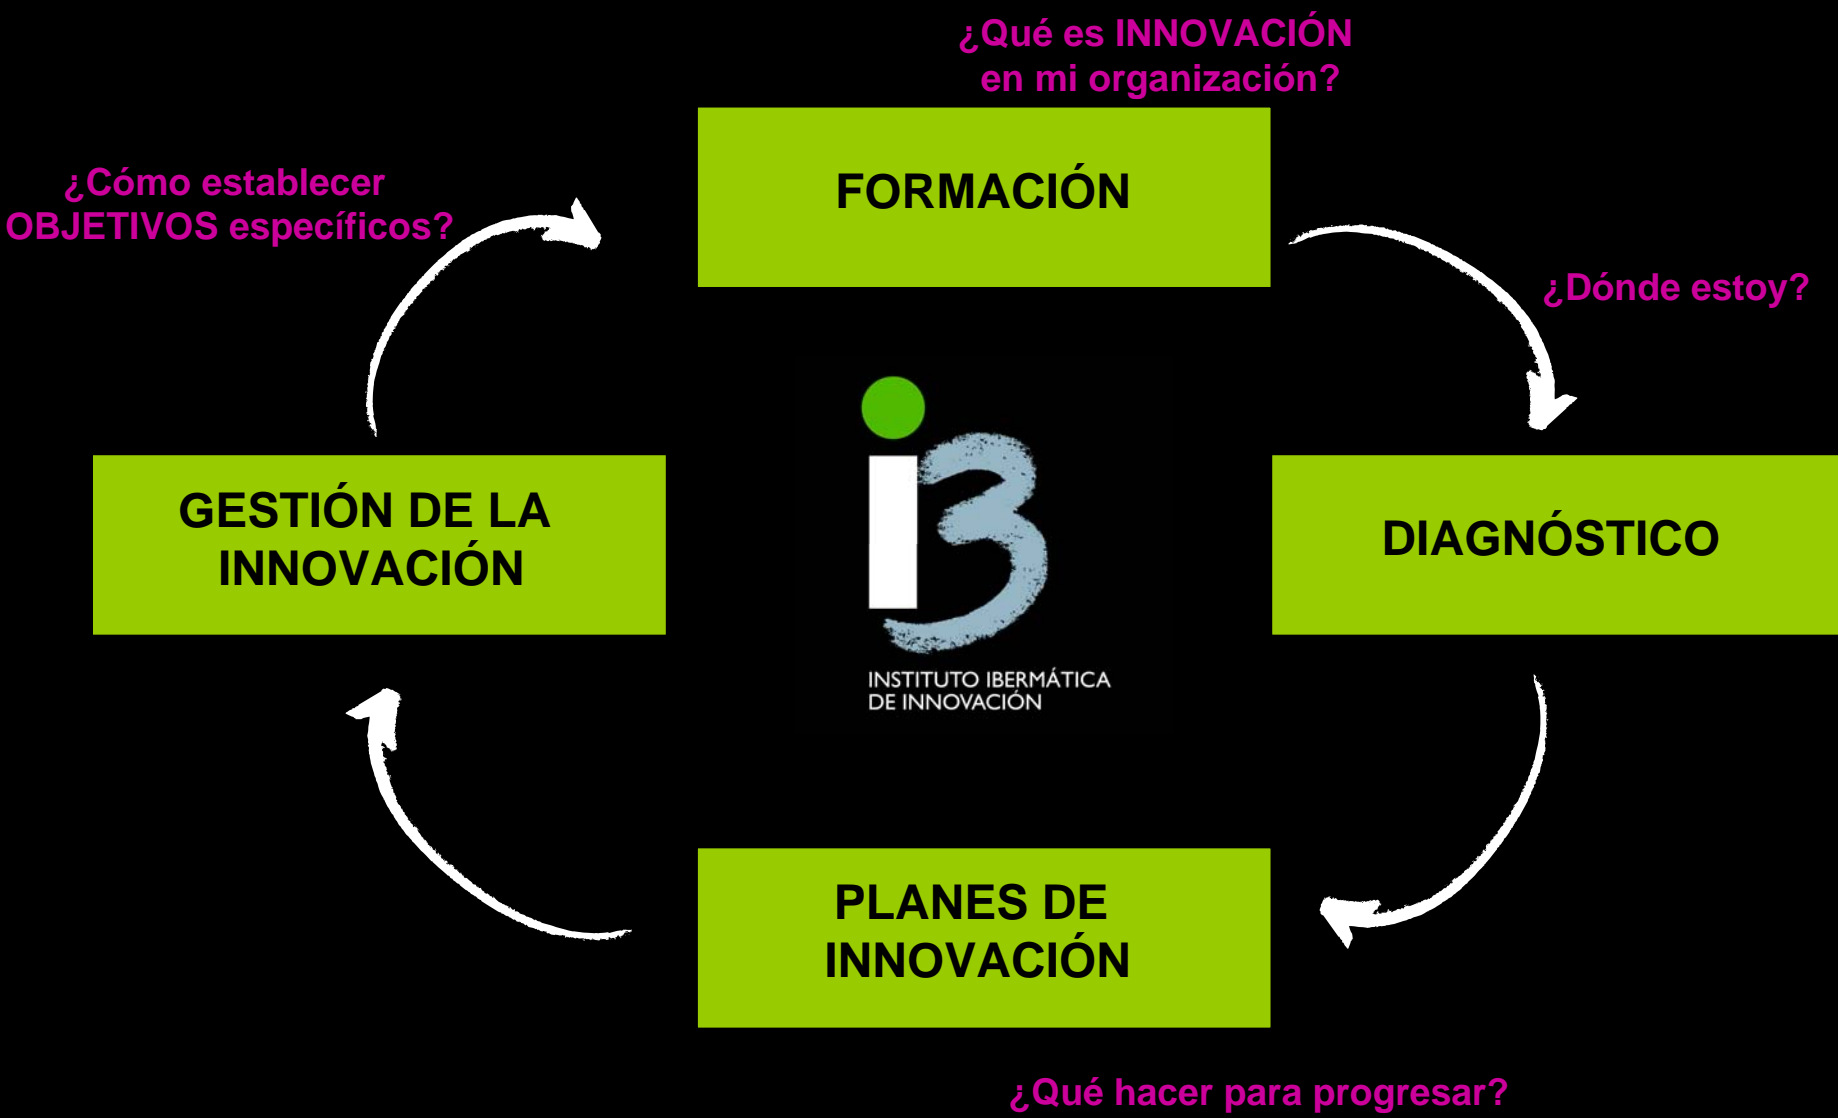 ¿Qué es INNOVACIÓN
en mi organización?
FORMACIÓN
¿Cómo establecer
OBJETIVOS específicos?
¿Dónde estoy?
GESTIÓN DE LA
INNOVACIÓN
i3
INSTITUTO IBERMÁTICA
DE INNOVACIÓN
DIAGNÓSTICO
PLANES DE
INNOVACIÓN
¿Qué hacer para progresar?